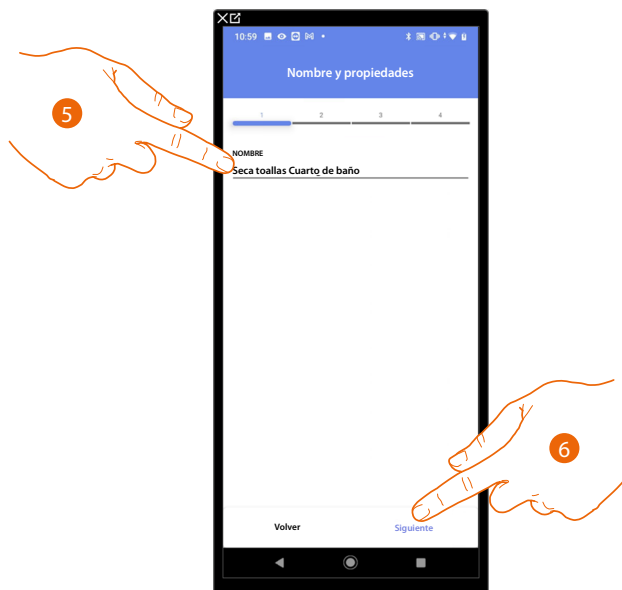 10:59
Nombre y propiedades
1 2 3 4
NOMBRE
Seca toallas Cuarto de baño
5
6
Volver Siguiente